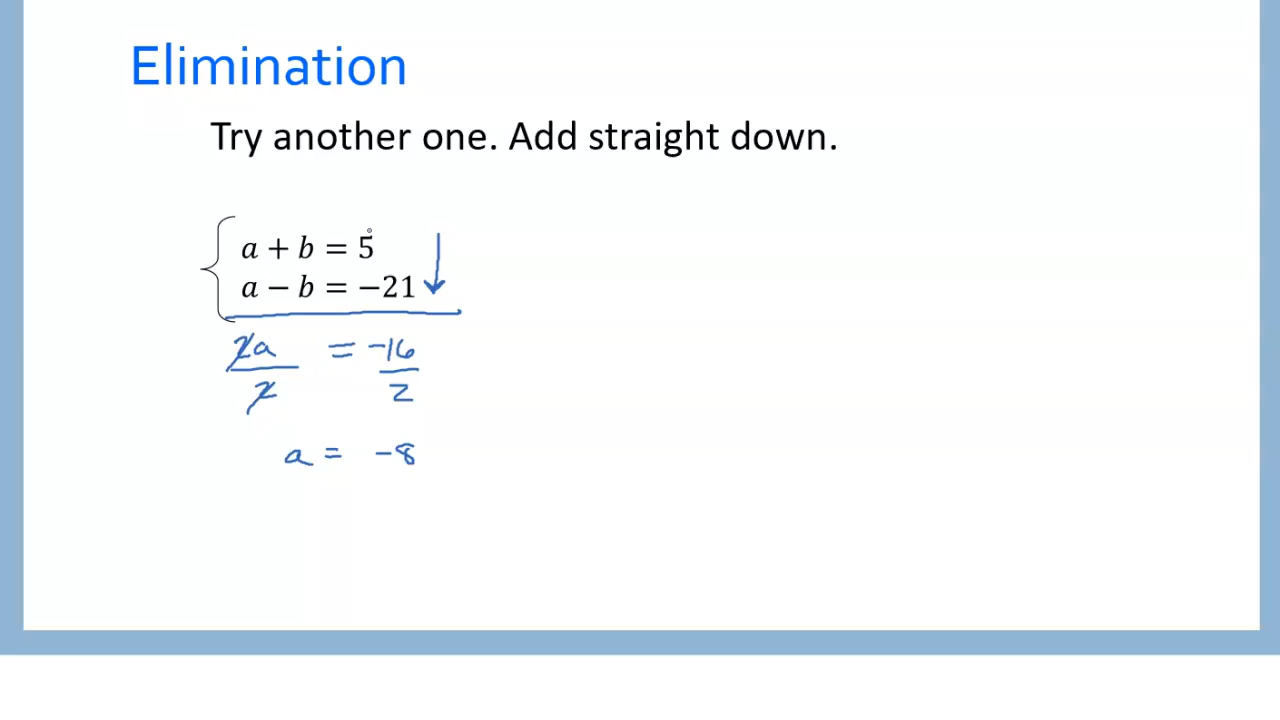 Elimination
Try another one. Add straight down.
a + b = 5
a − b = −21
2a = -16
2 2
a = -8